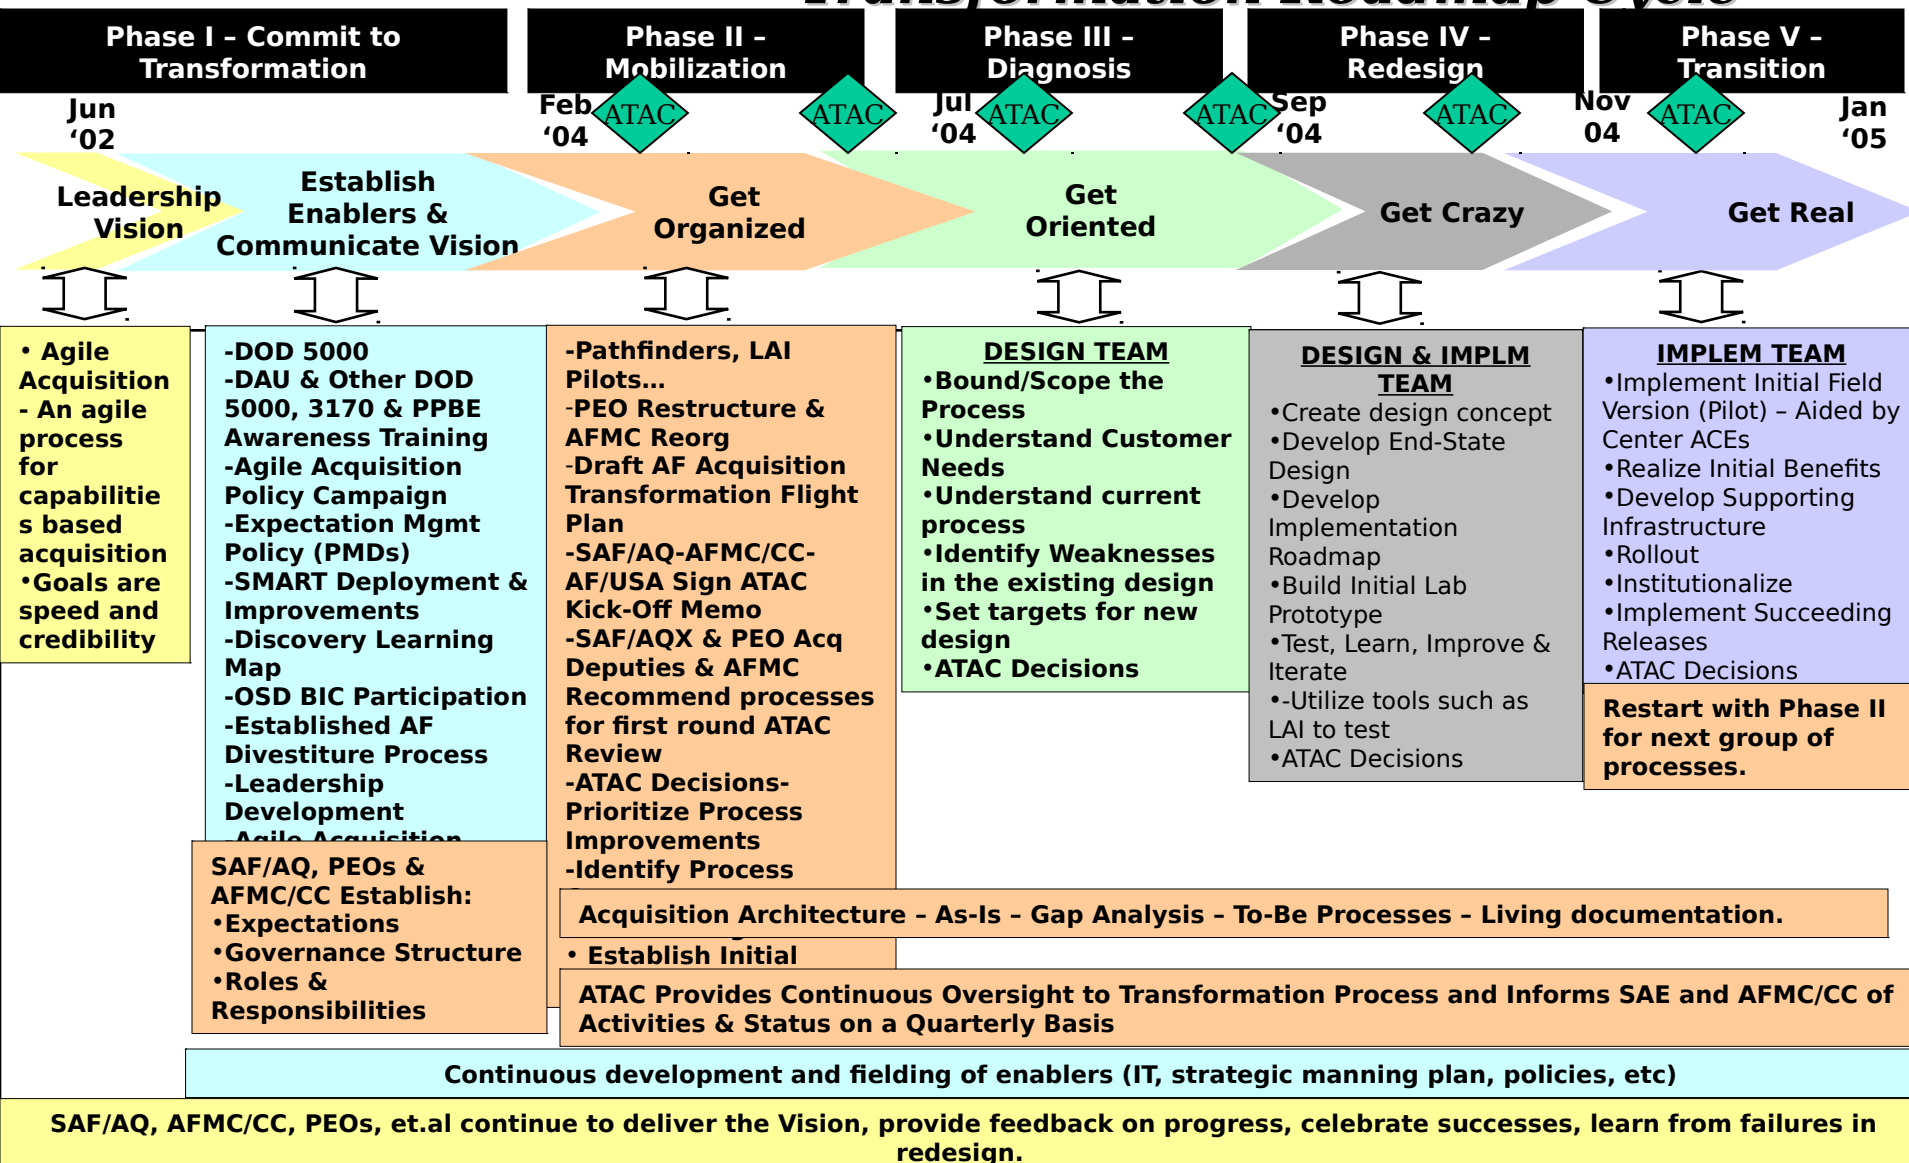 Transformation Roadmap Cycle
Phase I – Commit to
Transformation
Phase II –
Mobilization
Phase III –
Diagnosis
Phase IV –
Redesign
Phase V –
Transition
Jun
‘02
Feb
‘04
ATAC
ATAC
Jul
‘04
ATAC
ATAC
Sep
‘04
ATAC
Nov
04
ATAC
Jan
‘05
Leadership
Vision
Establish
Enablers &
Communicate Vision
Get
Organized
Get
Oriented
Get Crazy
Get Real
• Agile
Acquisition
- An agile
process
for
capabilitie
s based
acquisition
•Goals are
speed and
credibility
-DOD 5000
-DAU & Other DOD
5000, 3170 & PPBE
Awareness Training
-Agile Acquisition
Policy Campaign
-Expectation Mgmt
Policy (PMDs)
-SMART Deployment &
Improvements
-Discovery Learning
Map
-OSD BIC Participation
-Established AF
Divestiture Process
-Leadership
Development
-Agile Acquisition
SAF/AQ, PEOs &
AFMC/CC Establish:
•Expectations
•Governance Structure
•Roles &
Responsibilities
-Pathfinders, LAI
Pilots…
-PEO Restructure &
AFMC Reorg
-Draft AF Acquisition
Transformation Flight
Plan
-SAF/AQ-AFMC/CC-
AF/USA Sign ATAC
Kick-Off Memo
-SAF/AQX & PEO Acq
Deputies & AFMC
Recommend processes
for first round ATAC
Review
-ATAC Decisions-
Prioritize Process
Improvements
-Identify Process
• Establish Initial
DESIGN TEAM
•Bound/Scope the
Process
•Understand Customer
Needs
•Understand current
process
•Identify Weaknesses
in the existing design
•Set targets for new
design
•ATAC Decisions
DESIGN & IMPLM
TEAM
•Create design concept
•Develop End-State
Design
•Develop
Implementation
Roadmap
•Build Initial Lab
Prototype
•Test, Learn, Improve &
Iterate
•-Utilize tools such as
LAI to test
•ATAC Decisions
IMPLEM TEAM
•Implement Initial Field
Version (Pilot) – Aided by
Center ACEs
•Realize Initial Benefits
•Develop Supporting
Infrastructure
•Rollout
•Institutionalize
•Implement Succeeding
Releases
•ATAC Decisions
Restart with Phase II
for next group of
processes.
Acquisition Architecture – As-Is – Gap Analysis – To-Be Processes – Living documentation.
ATAC Provides Continuous Oversight to Transformation Process and Informs SAE and AFMC/CC of
Activities & Status on a Quarterly Basis
Continuous development and fielding of enablers (IT, strategic manning plan, policies, etc)
SAF/AQ, AFMC/CC, PEOs, et.al continue to deliver the Vision, provide feedback on progress, celebrate successes, learn from failures in
redesign.